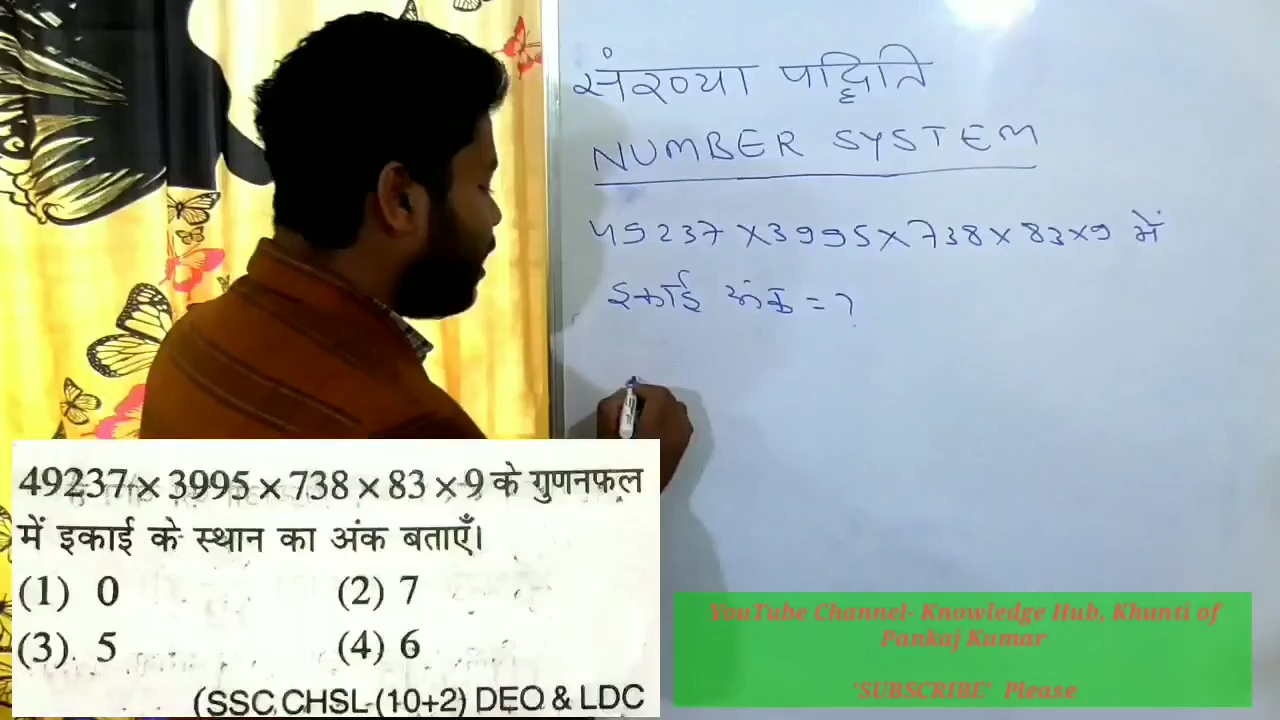 संख्या पद्धिति
NUMBER SYSTEM
49237 × 3995 × 738 × 83 × 9 में
इकाई अंक = ?
49237 × 3995 × 738 × 83 × 9 के गुणनफल
में इकाई के स्थान का अंक बताएँ।
(1) 0 (2) 7
(3). 5 (4) 6
(SSC CHSL (10+2) DEO & LDC
YouTube Channel- Knowledge Hub, Khunti of
Pankaj Kumar
'SUBSCRIBE' Please